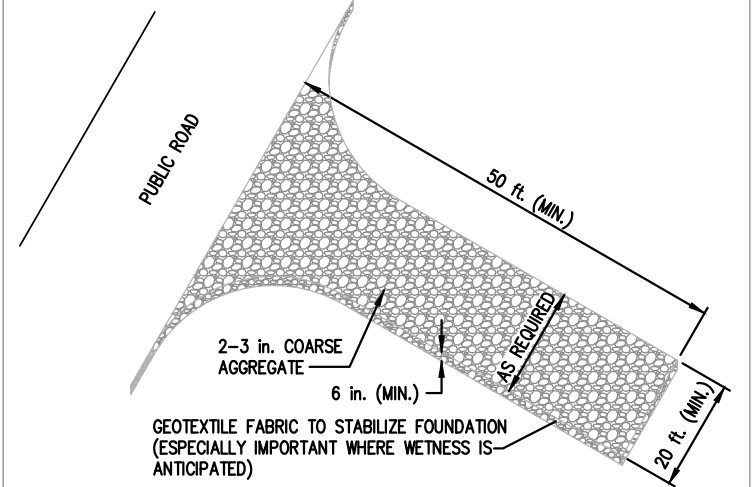 PUBLIC ROAD
50 ft. (MIN.)
AS REQUIRED
2-3 in. COARSE
AGGREGATE
6 in. (MIN.)
20 ft. (MIN.)
GEOTEXTILE FABRIC TO STABILIZE FOUNDATION
(ESPECIALLY IMPORTANT WHERE WETNESS IS
ANTICIPATED)